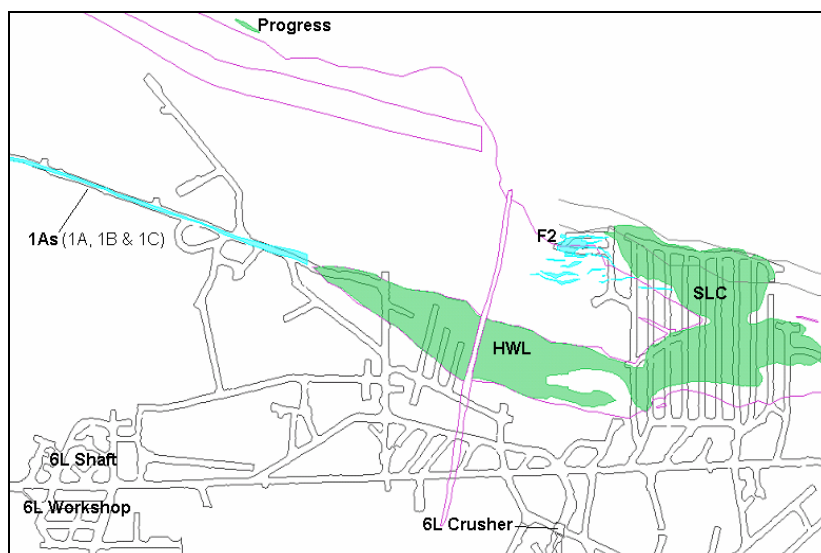 Progress
1As (1A, 1B & 1C)
F2
SLC
HWL
6L Shaft
6L Workshop
6L Crusher